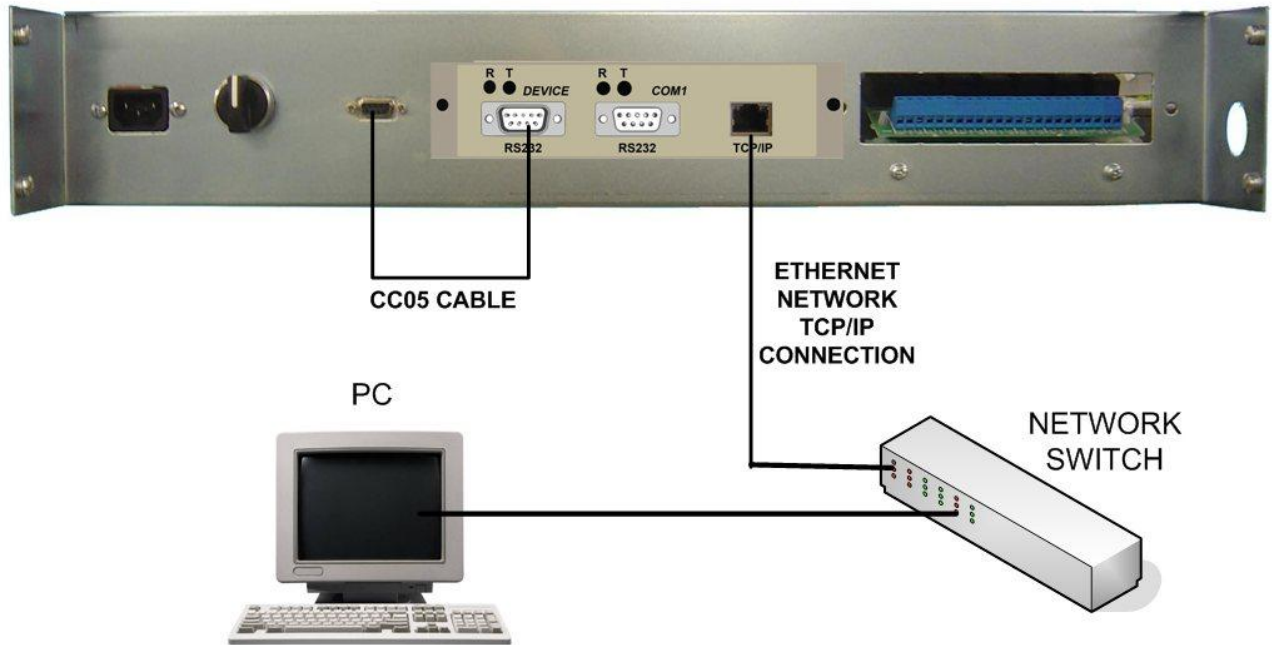 R T
DEVICE
R T
COM1
RS232
RS232
TCP/IP
CC05 CABLE
ETHERNET
NETWORK
TCP/IP
CONNECTION
PC
NETWORK
SWITCH